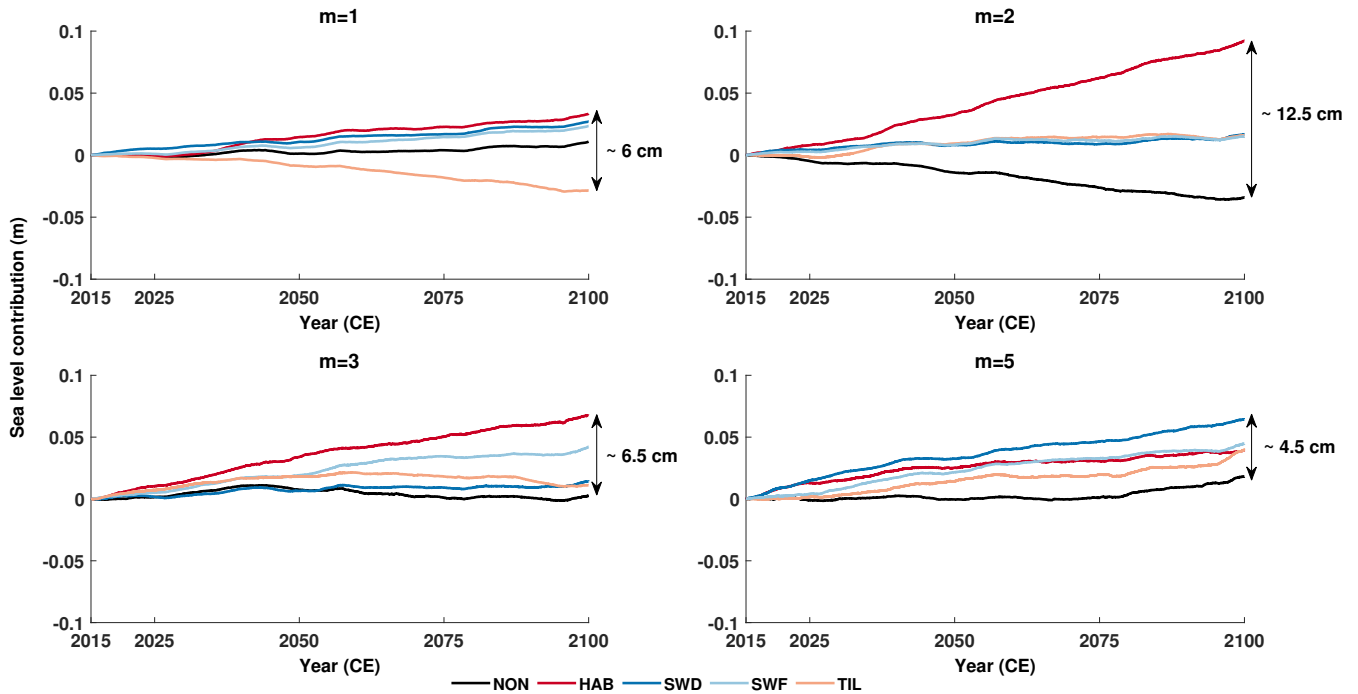 m=1
0.1
0.05
0
-0.05
-0.1
~ 6 cm
2015 2025 2050 2075 2100
Year (CE)
m=2
0.1
0.05
0
-0.05
-0.1
~ 12.5 cm
2015 2025 2050 2075 2100
Year (CE)
Sea level contribution (m)
m=3
0.1
0.05
0
-0.05
-0.1
~ 6.5 cm
2015 2025 2050 2075 2100
Year (CE)
m=5
0.1
0.05
0
-0.05
-0.1
~ 4.5 cm
2015 2025 2050 2075 2100
Year (CE)
NON HAB SWD SWF TIL